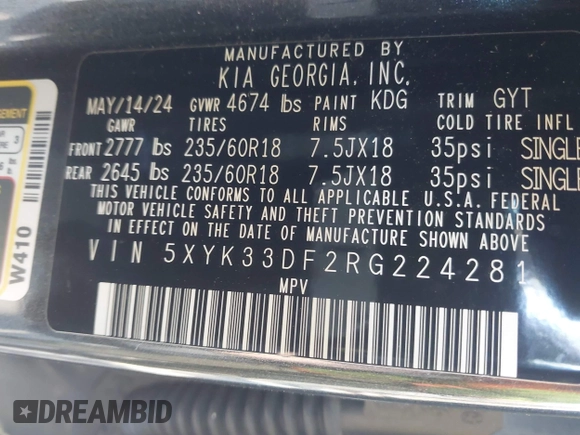 MANUFACTURED BY
KIA GEORGIA, INC.
MAY/14/24 GVWR 4674 lbs PAINT KDG TRIM GYT
GAWR TIRES RIMS COLD TIRE INFL
FRONT 2777 lbs 235/60R18 7.5JX18 35psi SINGLE
REAR 2645 lbs 235/60R18 7.5JX18 35psi SINGLE
THIS VEHICLE CONFORMS TO ALL APPLICABLE U.S.A. FEDERAL
MOTOR VEHICLE SAFETY AND THEFT PREVENTION STANDARDS
IN EFFECT ON THE DATE OF MANUFACTURE SHOWN ABOVE
VIN 5XYK33DF2RG224281
MPV
W410
DREAMBID